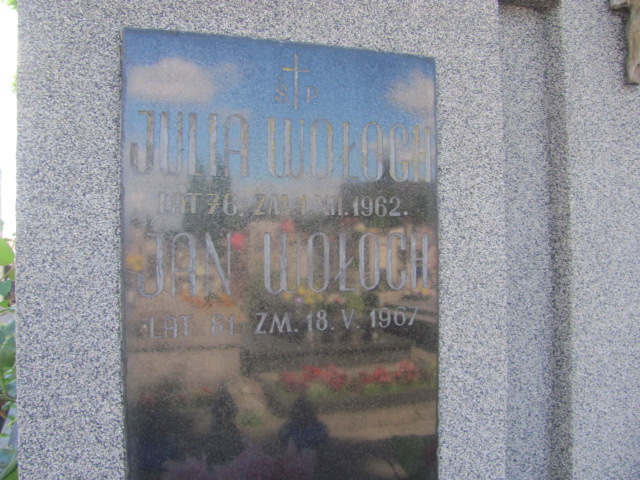 Ś P
JULIA WOŁOCH
LAT 76. ZM. XII. 1962.
JAN WOŁOCH
LAT 81. ZM. 18. V. 1967